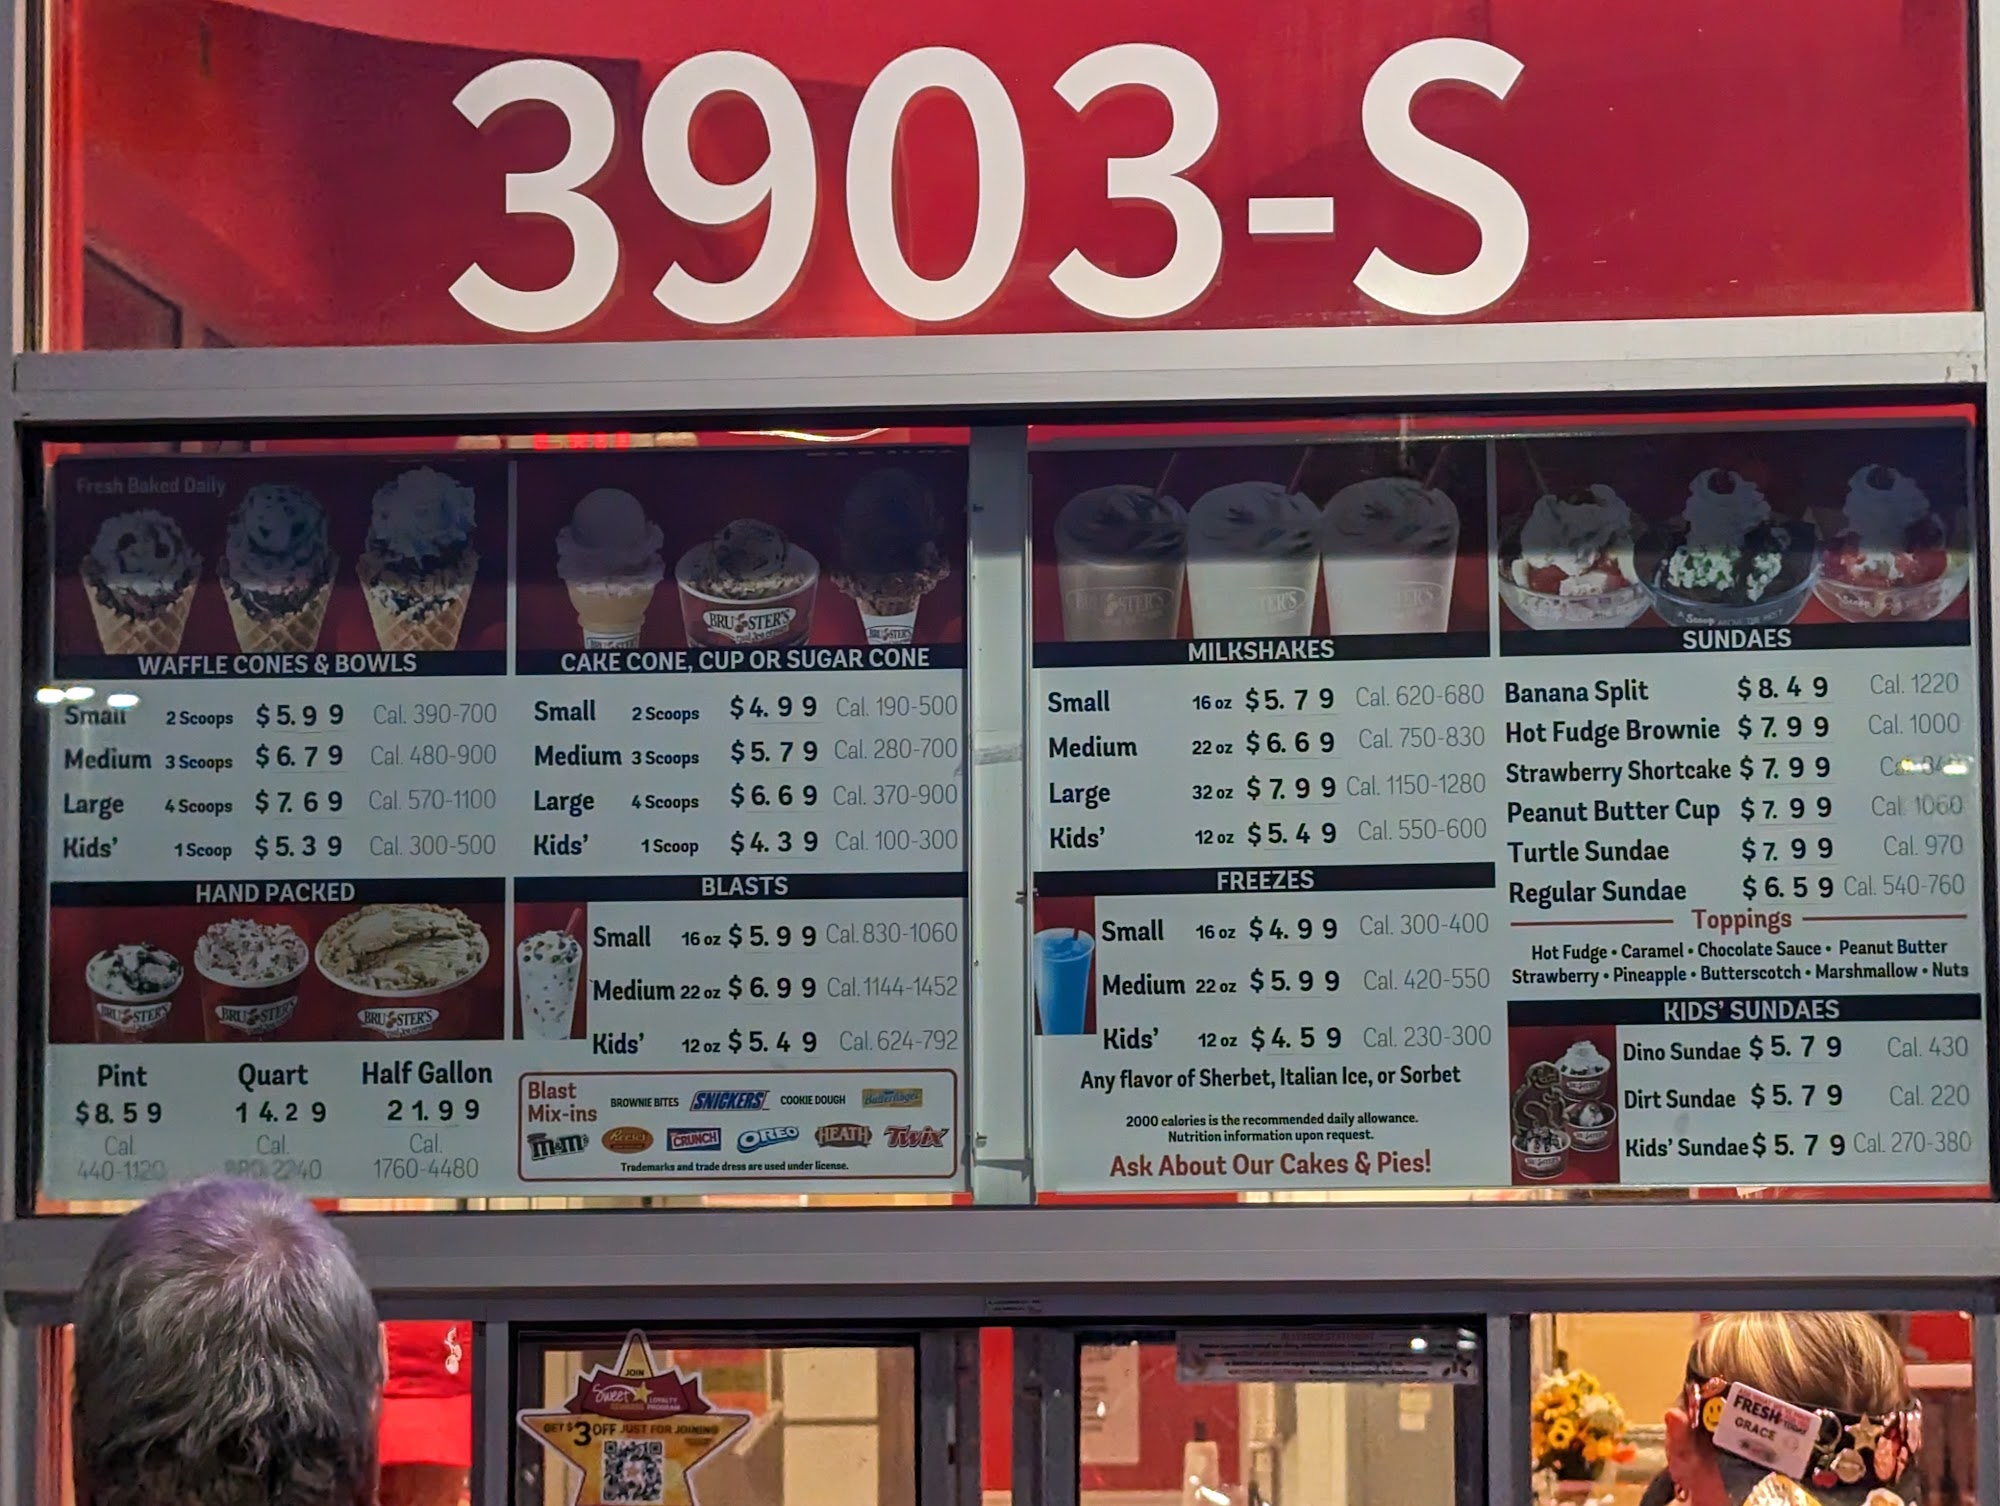 3903-S
Fresh Baked Daily
WAFFLE CONES & BOWLS
Small 2 Scoops $5.99 Cal. 390-700
Medium 3 Scoops $6.79 Cal. 480-900
Large 4 Scoops $7.69 Cal. 570-1100
Kids' 1 Scoop $5.39 Cal. 300-500
BRUSTER'S
BRUSTER'S
CAKE CONE, CUP OR SUGAR CONE
Small 2 Scoops $4.99 Cal. 190-500
Medium 3 Scoops $5.79 Cal. 280-700
Large 4 Scoops $6.69 Cal. 370-900
Kids' 1 Scoop $4.39 Cal. 100-300
HAND PACKED
BRUSTER'S
BRUSTER'S
BRUSTER'S
Pint Quart Half Gallon
$8.59 14.29 21.99
Cal. Cal. Cal.
440-1120 2240 1760-4480
BLASTS
Small 16 oz $5.99 Cal. 830-1060
Medium 22 oz $6.99 Cal. 1144-1452
Kids' 12 oz $5.49 Cal. 624-792
Blast
Mix-ins
BROWNIE BITES SNICKERS COOKIE DOUGH Butterfinger
m&m's Reese's CRUNCH OREO HEATH Twix
Trademarks and trade dress are used under license.
MILKSHAKES
Small 16 oz $5.79 Cal. 620-680
Medium 22 oz $6.69 Cal. 750-830
Large 32 oz $7.99 Cal. 1150-1280
Kids' 12 oz $5.49 Cal. 550-600
FREEZES
Small 16 oz $4.99 Cal. 300-400
Medium 22 oz $5.99 Cal. 420-550
Kids' 12 oz $4.59 Cal. 230-300
Any flavor of Sherbet, Italian Ice, or Sorbet
2000 calories is the recommended daily allowance.
Nutrition information upon request.
Ask About Our Cakes & Pies!
SUNDAES
Banana Split $8.49 Cal. 1220
Hot Fudge Brownie $7.99 Cal. 1000
Strawberry Shortcake $7.99
Peanut Butter Cup $7.99 Cal. 1060
Turtle Sundae $7.99 Cal. 970
Regular Sundae $6.59 Cal. 540-760
Toppings
Hot Fudge • Caramel • Chocolate Sauce • Peanut Butter
Strawberry • Pineapple • Butterscotch • Marshmallow • Nuts
KIDS' SUNDAES
Dino Sundae $5.79 Cal. 430
Dirt Sundae $5.79 Cal. 220
Kids' Sundae $5.79 Cal. 270-380
JOIN
Sweet REWARDS LOYALTY PROGRAM
GET $3 OFF JUST FOR JOINING
FRESH
GRACE